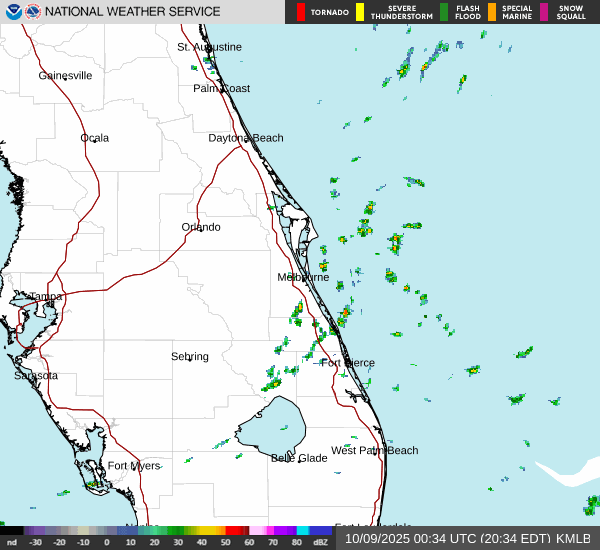 NATIONAL WEATHER SERVICE
TORNADO
SEVERE
THUNDERSTORM
FLASH
FLOOD
SPECIAL
MARINE
SNOW
SQUALL
St. Augustine
Gainesville
Palm Coast
Ocala
Daytona Beach
Orlando
Melbourne
Tampa
Sebring
Fort Pierce
Sarasota
West Palm Beach
Belle Glade
Fort Myers
nd -30 -20 -10 0 10 20 30 40 50 60 70 80 dBZ
10/09/2025 00:34 UTC (20:34 EDT) KMLB